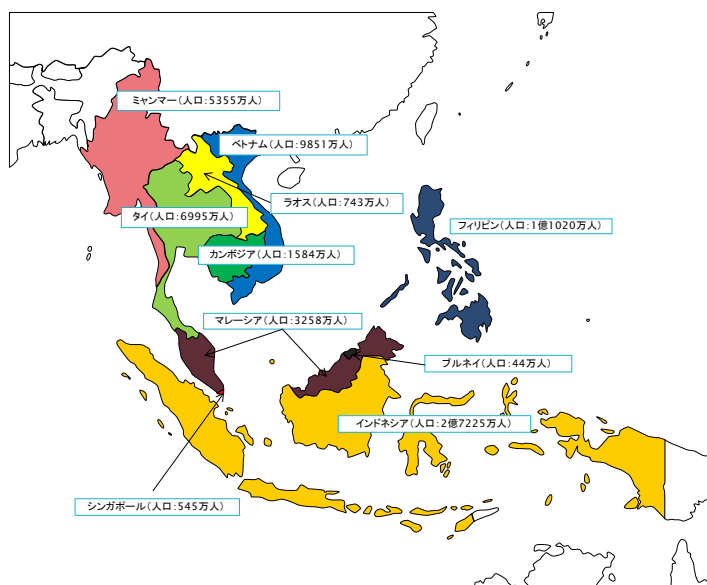 ミャンマー(人口:5355万人)
ベトナム(人口:9851万人)
ラオス(人口:743万人)
タイ(人口:6995万人)
フィリピン(人口:1億1020万人)
カンボジア(人口:1584万人)
マレーシア(人口:3258万人)
ブルネイ(人口:44万人)
インドネシア(人口:2億7225万人)
シンガポール(人口:545万人)